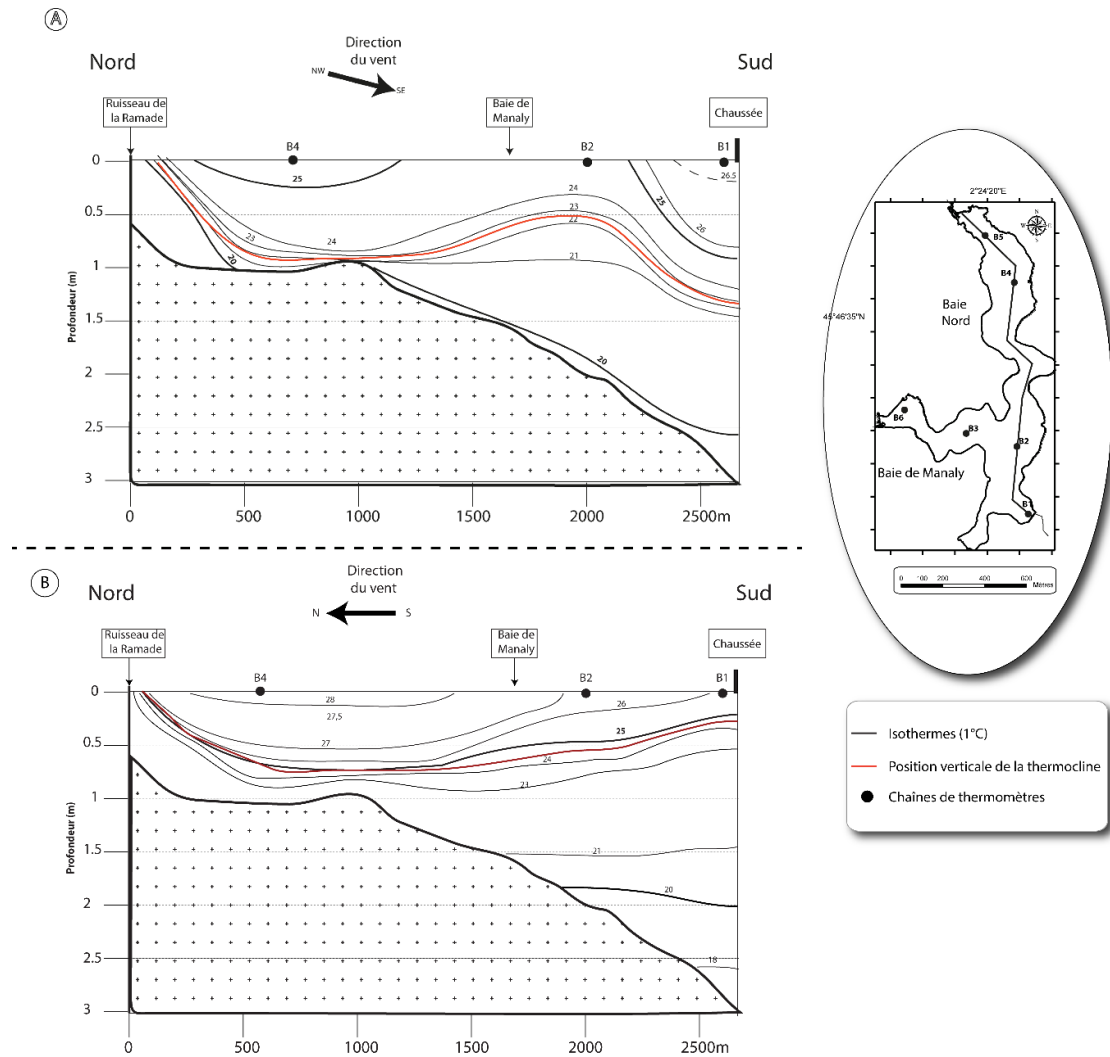 A
Nord
Direction
du vent
NW
SE
Sud
Ruisseau de
la Ramade
Baie de
Manaly
Chaussée
B4
B2
B1
0
0.5
1
1.5
2
2.5
3
Profondeur (m)
25
26,5
24
23
22
21
20
25
26
24
23
20
0
500
1000
1500
2000
2500m
B
Nord
Direction
du vent
N
S
Sud
Ruisseau de
la Ramade
Baie de
Manaly
Chaussée
B4
B2
B1
0
0.5
1
1.5
2
2.5
3
Profondeur (m)
28
27,5
27
26
25
24
23
21
20
18
0
500
1000
1500
2000
2500m
2°24'20"E
N
45°46'35"N
B5
B4
Baie
Nord
B6
B3
B2
Baie de Manaly
B1
0 100 200 400 600
Mètres
Isothermes (1°C)
Position verticale de la thermocline
Chaînes de thermomètres